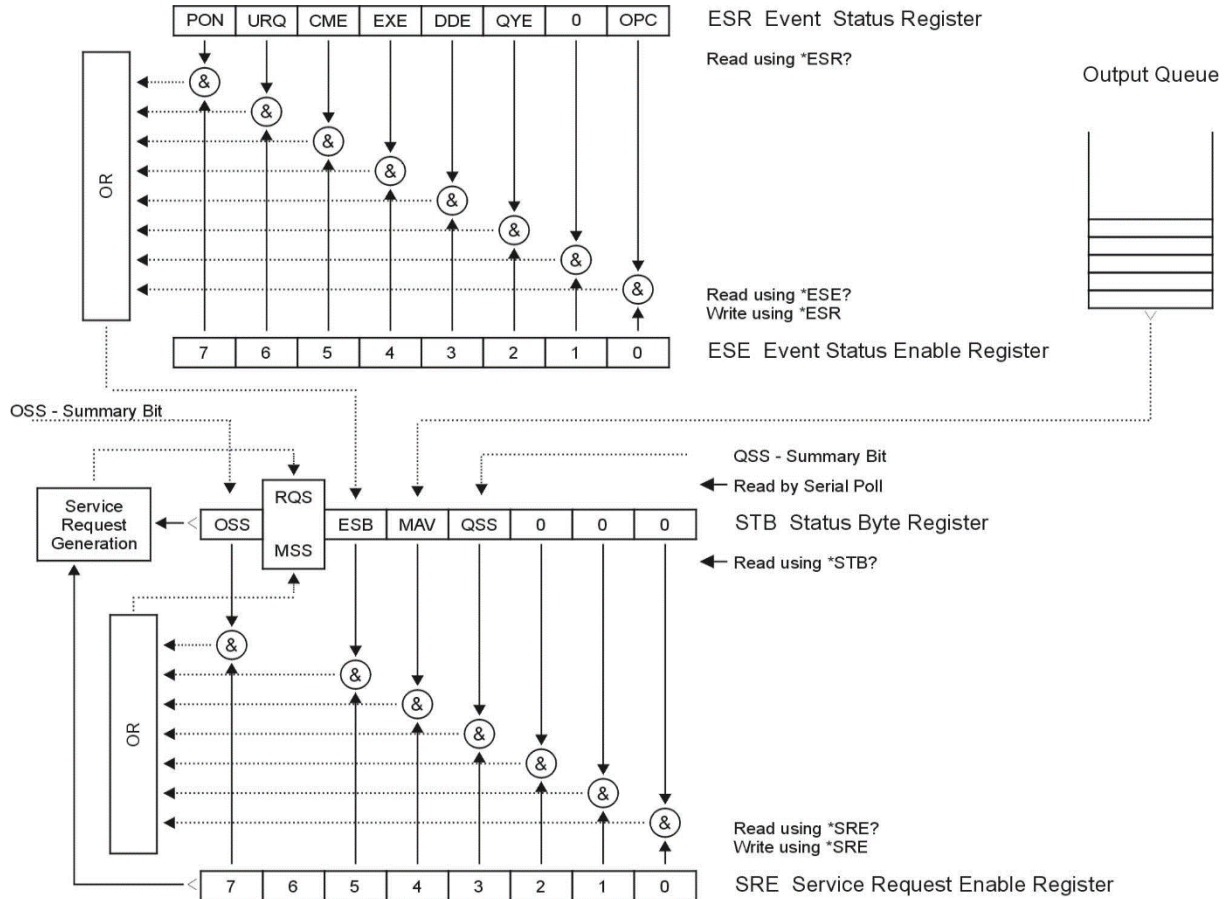 PON URQ CME EXE DDE QYE 0 OPC
ESR Event Status Register
Read using *ESR?
Output Queue
&
&
&
&
OR
&
&
&
&
Read using *ESE?
Write using *ESR
7 6 5 4 3 2 1 0
ESE Event Status Enable Register
OSS - Summary Bit
QSS - Summary Bit
Read by Serial Poll
Service
Request
Generation
RQS
OSS ESB MAV QSS 0 0 0
STB Status Byte Register
MSS
Read using *STB?
&
&
&
OR
&
&
&
&
Read using *SRE?
Write using *SRE
7 6 5 4 3 2 1 0
SRE Service Request Enable Register